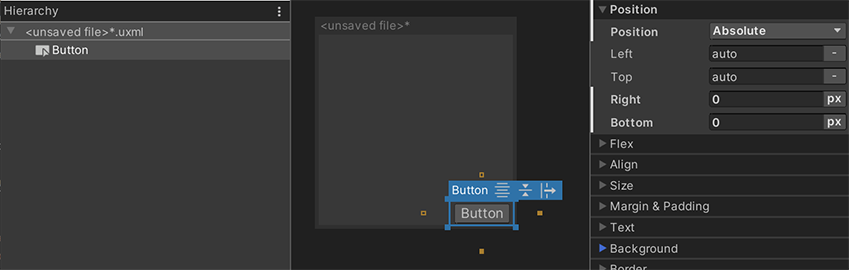 Hierarchy
<unsaved file>*.uxml
Button
<unsaved file>*
Button
Button
Position
Position Absolute
Left auto -
Top auto -
Right 0 px
Bottom 0 px
Flex
Align
Size
Margin & Padding
Text
Background
Border